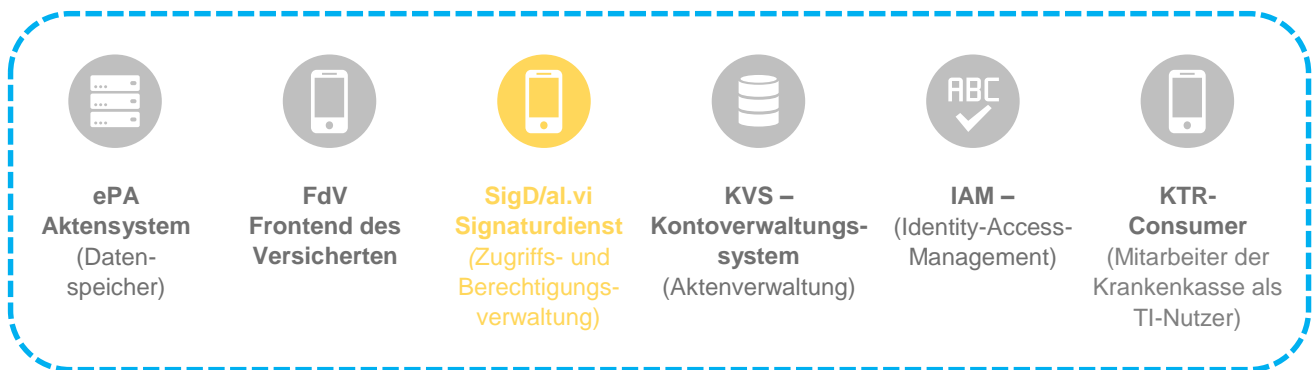 ABC
ePA
Aktensystem
(Daten-
speicher)
FdV
Frontend des
Versicherten
SigD/al.vi
Signaturdienst
(Zugriffs- und
Berechtigungs-
verwaltung)
KVS –
Kontoverwaltungs-
system
(Aktenverwaltung)
IAM –
(Identity-Access-
Management)
KTR-
Consumer
(Mitarbeiter der
Krankenkasse als
TI-Nutzer)